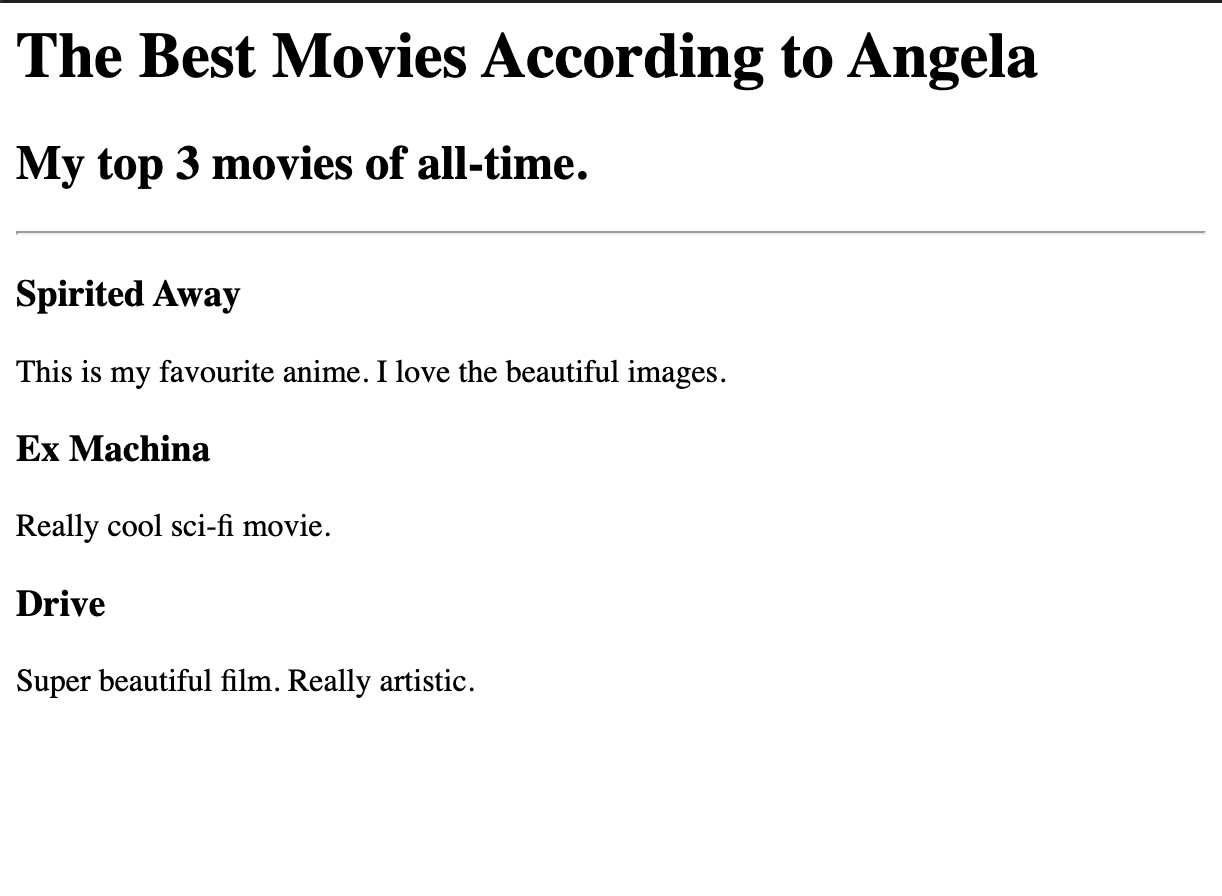 The Best Movies According to Angela
My top 3 movies of all-time.
Spirited Away
This is my favourite anime. I love the beautiful images.
Ex Machina
Really cool sci-fi movie.
Drive
Super beautiful film. Really artistic.